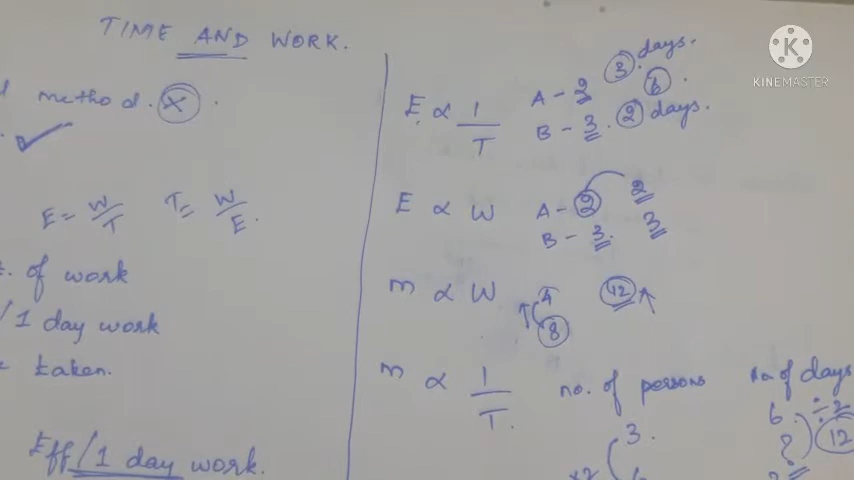 TIME AND WORK.
method. X.
E = W/T T = W/E.
of work
/1 day work
taken.
Eff/1 day work.
E ∝ 1/T
A - 2 3 days.
6.
B - 3. 2 days.
E ∝ W
A - 2 2
B - 3. 3
m ∝ W
4 12
8
m ∝ 1/T.
no. of persons no. of days
3. 6 ÷2
? 12
K
KINEMASTER